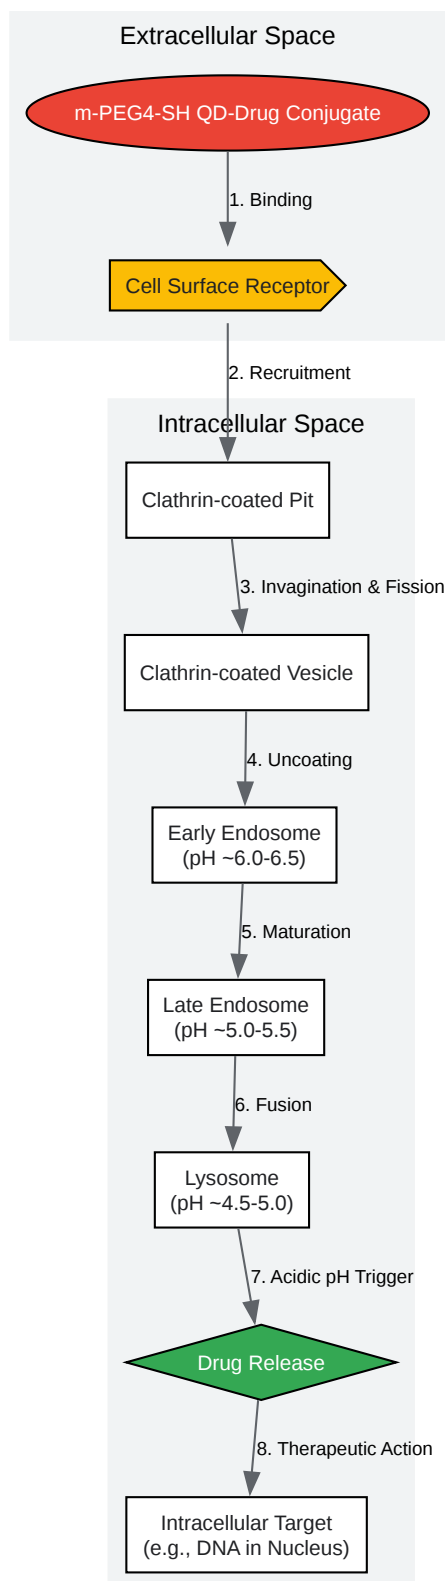 Extracellular Space
m-PEG4-SH QD-Drug Conjugate
1. Binding
Cell Surface Receptor
2. Recruitment
Intracellular Space
Clathrin-coated Pit
3. Invagination & Fission
Clathrin-coated Vesicle
4. Uncoating
Early Endosome
(pH ~6.0-6.5)
5. Maturation
Late Endosome
(pH ~5.0-5.5)
6. Fusion
Lysosome
(pH ~4.5-5.0)
7. Acidic pH Trigger
Drug Release
8. Therapeutic Action
Intracellular Target
(e.g., DNA in Nucleus)